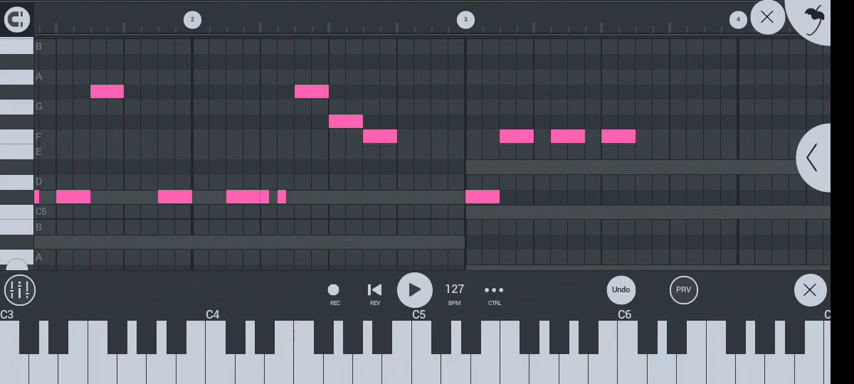 2 3 4
B
A
G
F
E
D
C5
B
A
127 Undo PRV
REC REV BPM CTRL
C3 C4 C5 C6 C